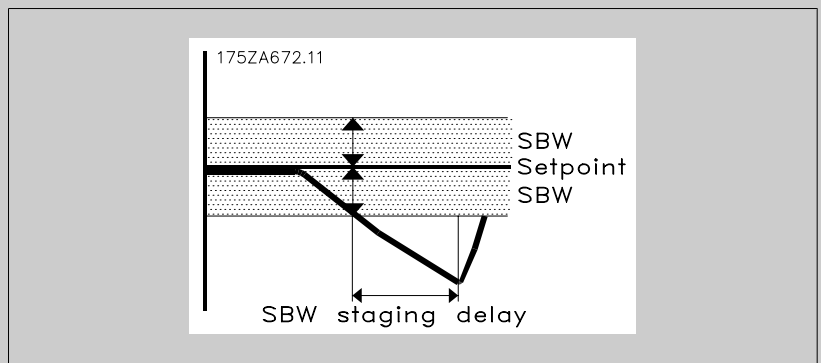 175ZA672.11
SBW
Setpoint
SBW
SBW staging delay